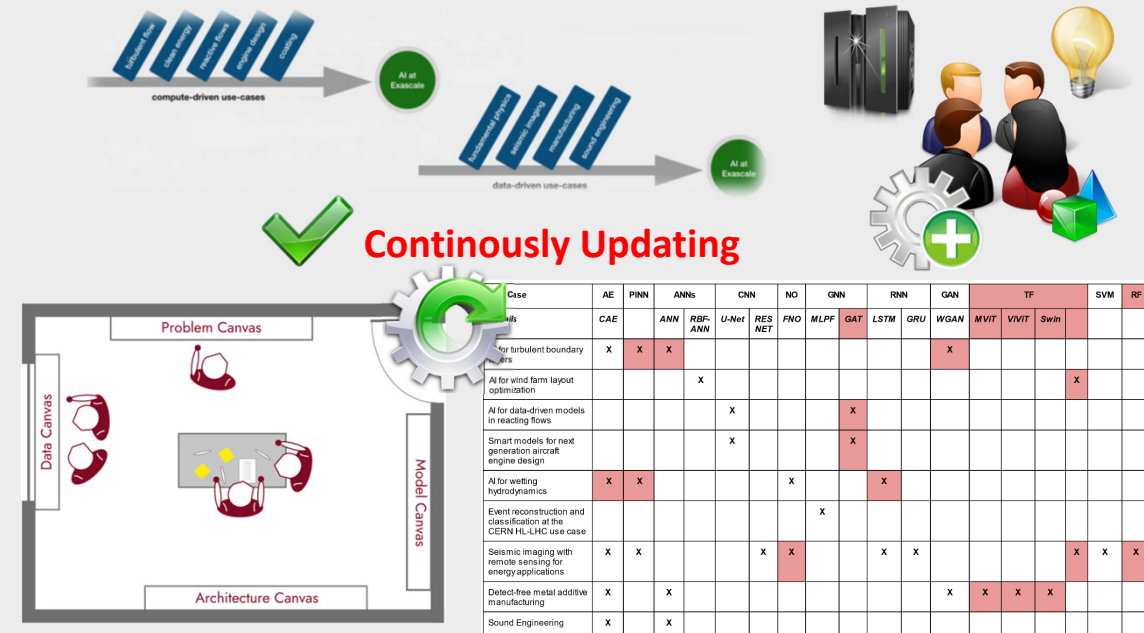 turbulent flow
clean energy
reactive flows
engine design
coating
AI at
Exascale
compute-driven use-cases
fundamental physics
seismic imaging
manufacturing
sound engineering
AI at
Exascale
data-driven use-cases
Continously Updating
Problem Canvas
Data Canvas
Model Canvas
Architecture Canvas
Case AE PINN ANNs CNN NO GNN RNN GAN TF SVM RF
CAE ANN RBF- U-Net RES FNO MLPF GAT LSTM GRU WGAN MViT ViViT Swin
ANN NET
for turbulent boundary X X X X
AI for wind farm layout X X
optimization
AI for data-driven models X X
in reacting flows
Smart models for next X X
generation aircraft
engine design
AI for wetting X X X X
hydrodynamics
Event reconstruction and X
classification at the
CERN HL-LHC use case
Seismic imaging with X X X X X X X X X
remote sensing for
energy applications
Detect-free metal additive X X X X X X
manufacturing
Sound Engineering X X